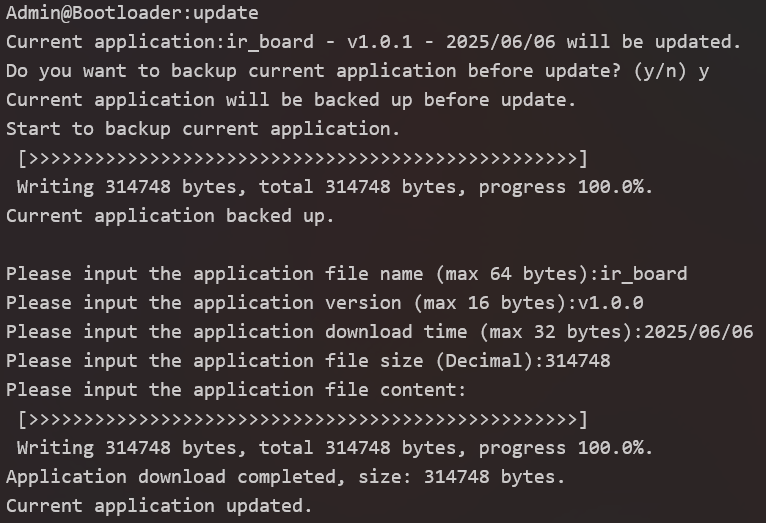 Admin@Bootloader:update
Current application:ir_board - v1.0.1 - 2025/06/06 will be updated.
Do you want to backup current application before update? (y/n) y
Current application will be backed up before update.
Start to backup current application.
[>>>>>>>>>>>>>>>>>>>>>>>>>>>>>>>>>>>>>>>>>>>>>>>>>>]
Writing 314748 bytes, total 314748 bytes, progress 100.0%.
Current application backed up.
Please input the application file name (max 64 bytes):ir_board
Please input the application version (max 16 bytes):v1.0.0
Please input the application download time (max 32 bytes):2025/06/06
Please input the application file size (Decimal):314748
Please input the application file content:
[>>>>>>>>>>>>>>>>>>>>>>>>>>>>>>>>>>>>>>>>>>>>>>>>>>]
Writing 314748 bytes, total 314748 bytes, progress 100.0%.
Application download completed, size: 314748 bytes.
Current application updated.